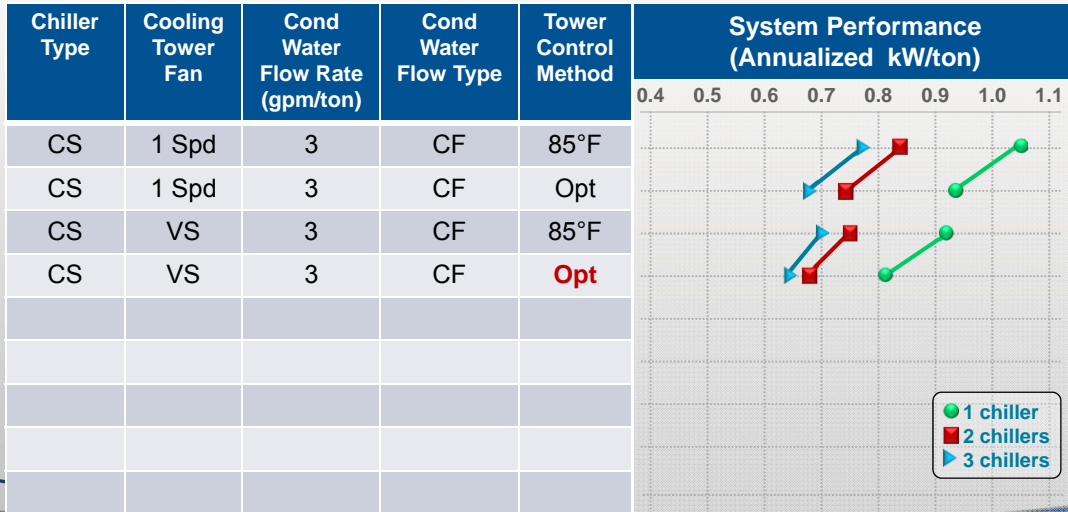 Chiller
Type
Cooling
Tower
Fan
Cond
Water
Flow Rate
(gpm/ton)
Cond
Water
Flow Type
Tower
Control
Method
System Performance
(Annualized kW/ton)
0.4 0.5 0.6 0.7 0.8 0.9 1.0 1.1
CS 1 Spd 3 CF 85°F
CS 1 Spd 3 CF Opt
CS VS 3 CF 85°F
CS VS 3 CF Opt
1 chiller
2 chillers
3 chillers